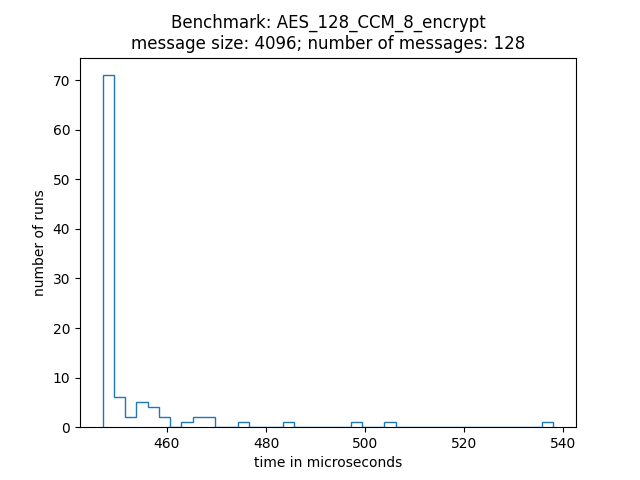 Benchmark: AES_128_CCM_8_encrypt
message size: 4096; number of messages: 128
70
60
50
40
30
20
10
0
number of runs
460 480 500 520 540
time in microseconds